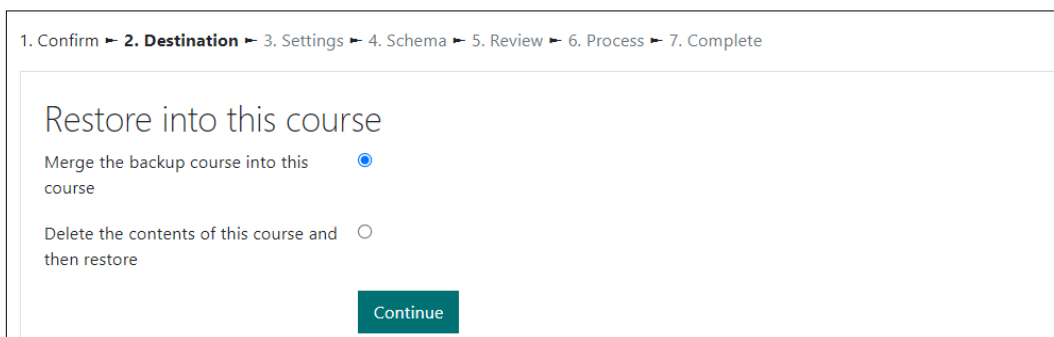 1. Confirm ► 2. Destination ► 3. Settings ► 4. Schema ► 5. Review ► 6. Process ► 7. Complete
Restore into this course
Merge the backup course into this
course
Delete the contents of this course and
then restore
Continue